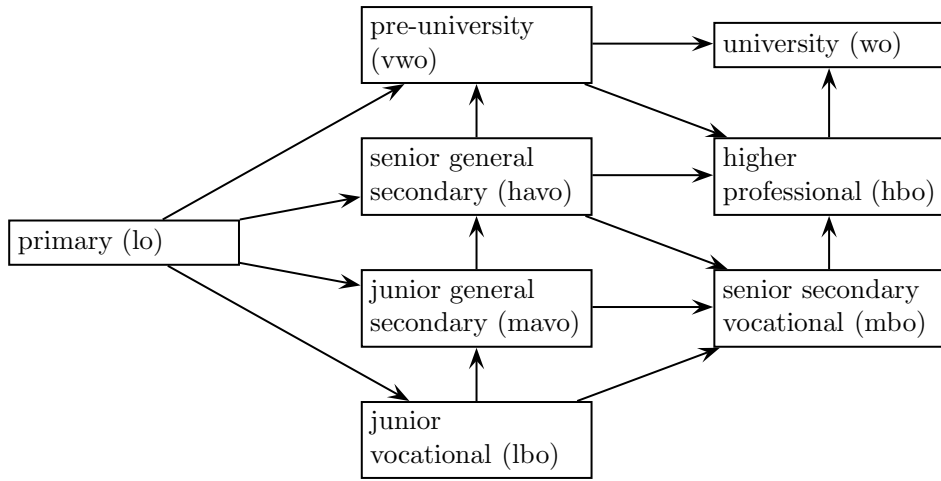 pre-university
(vwo)
university (wo)
senior general
secondary (havo)
higher
professional (hbo)
primary (lo)
junior general
secondary (mavo)
senior secondary
vocational (mbo)
junior
vocational (lbo)